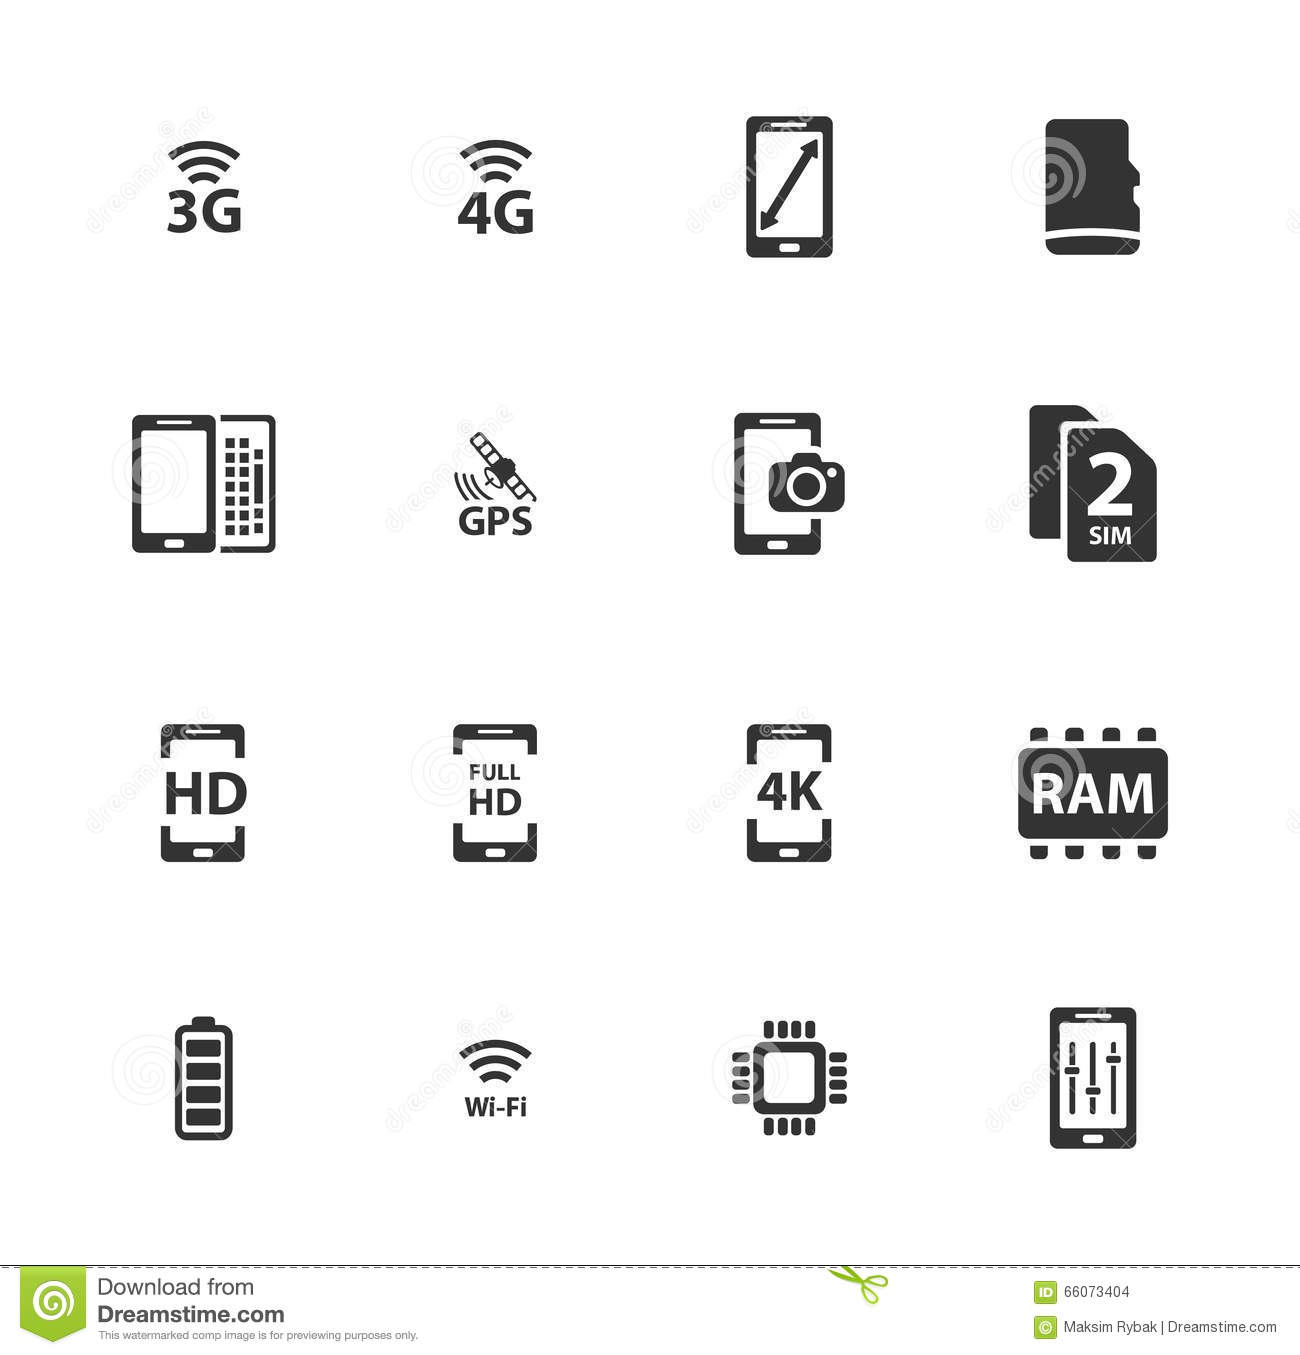 3G
4G
GPS
2
SIM
HD
FULL
HD
4K
RAM
Wi-Fi
Download from
Dreamstime.com
This watermarked comp image is for previewing purposes only.
ID 66073404
© Maksim Rybak | Dreamstime.com